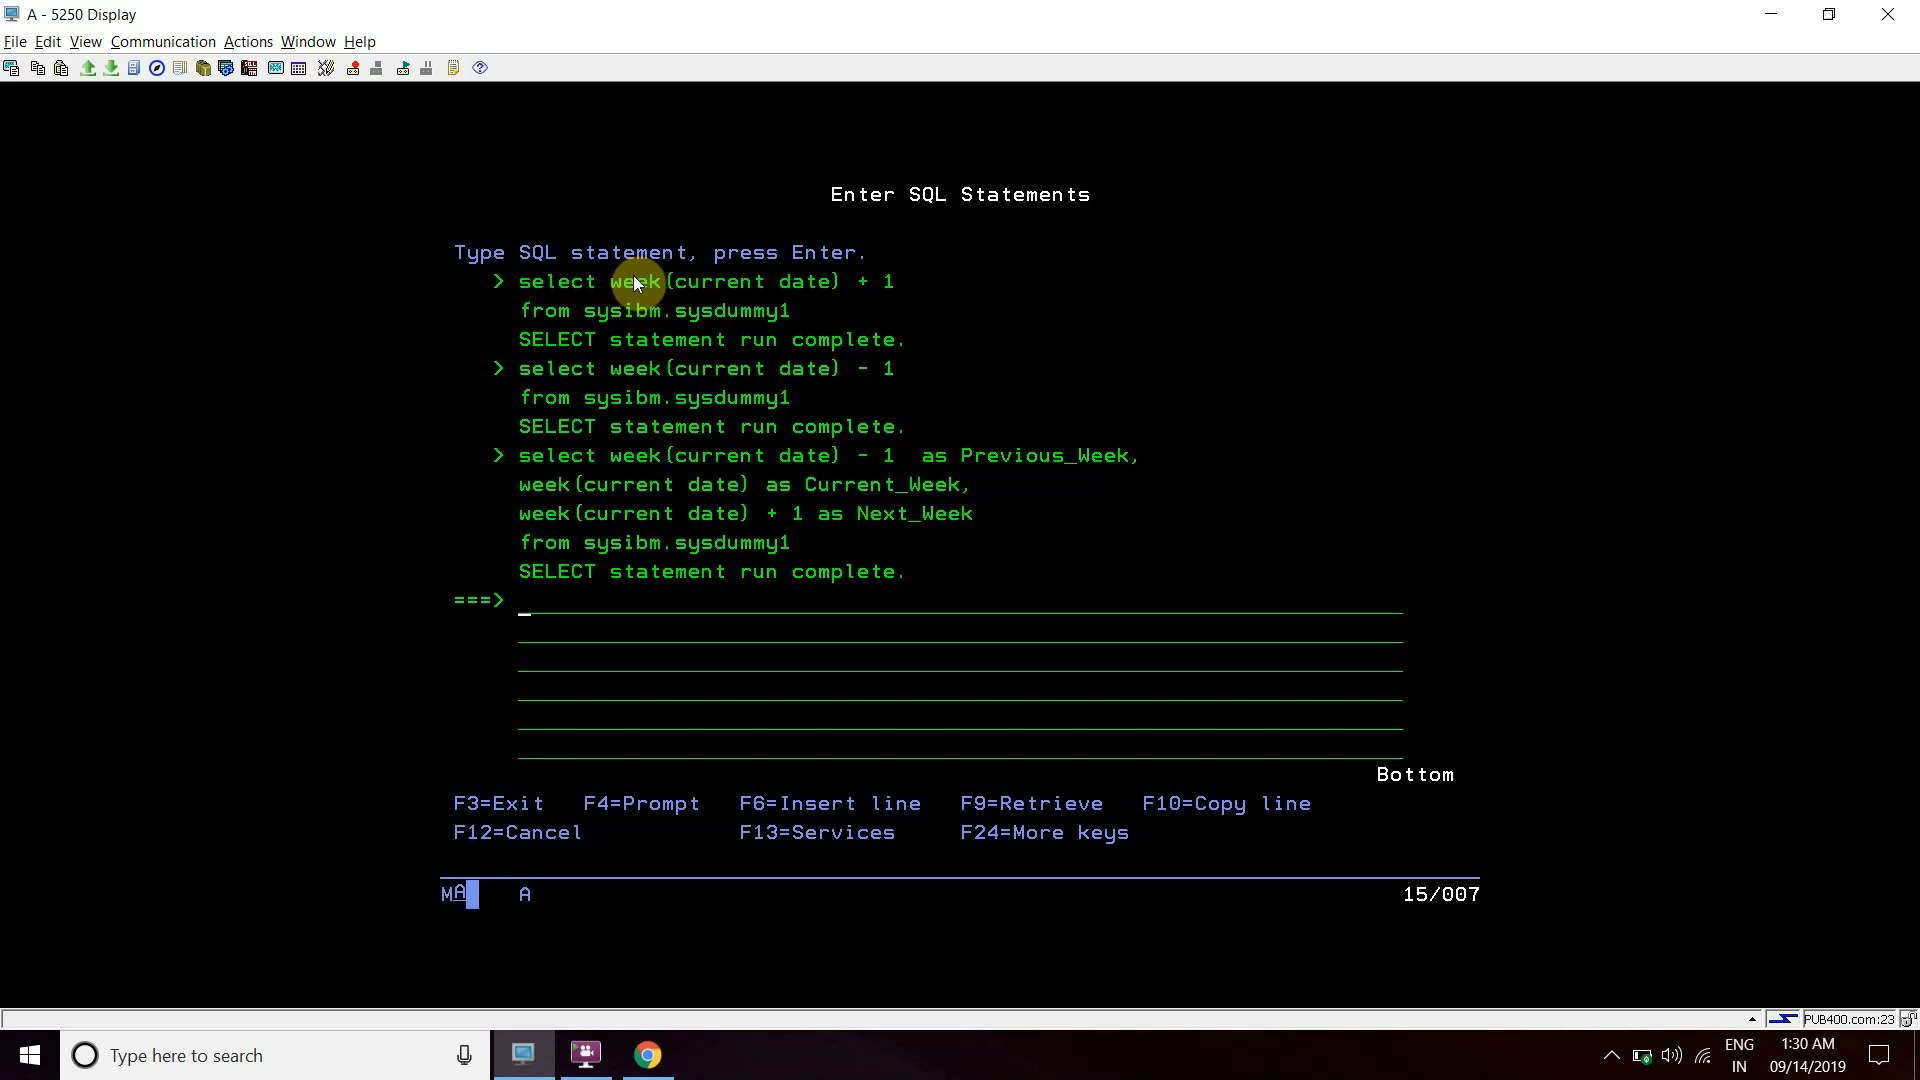 A - 5250 Display
File Edit View Communication Actions Window Help
Enter SQL Statements
Type SQL statement, press Enter.
> select week(current date) + 1
from sysibm.sysdummy1
SELECT statement run complete.
> select week(current date) - 1
from sysibm.sysdummy1
SELECT statement run complete.
> select week(current date) - 1  as Previous_Week,
week(current date) as Current_Week,
week(current date) + 1 as Next_Week
from sysibm.sysdummy1
SELECT statement run complete.
===>
Bottom
F3=Exit F4=Prompt F6=Insert line F9=Retrieve F10=Copy line
F12=Cancel F13=Services F24=More keys
MA A 15/007
PUB400.com:23
Type here to search
ENG 1:30 AM
IN 09/14/2019